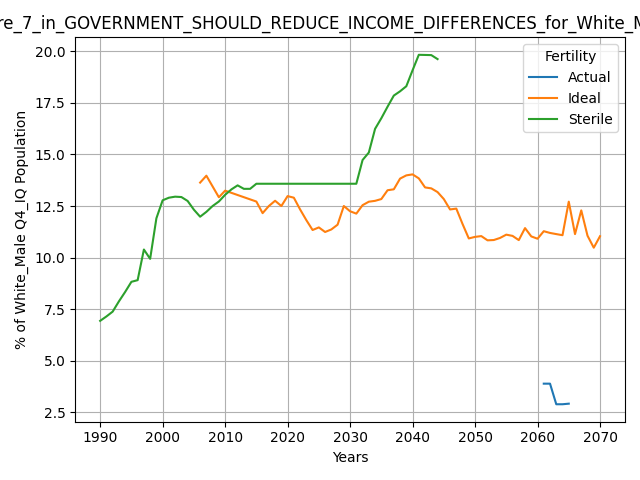 re_7_in_GOVERNMENT_SHOULD_REDUCE_INCOME_DIFFERENCES_for_White_M
Fertility
Actual
Ideal
Sterile
% of White_Male Q4_IQ Population
20.0
17.5
15.0
12.5
10.0
7.5
5.0
2.5
1990 2000 2010 2020 2030 2040 2050 2060 2070
Years